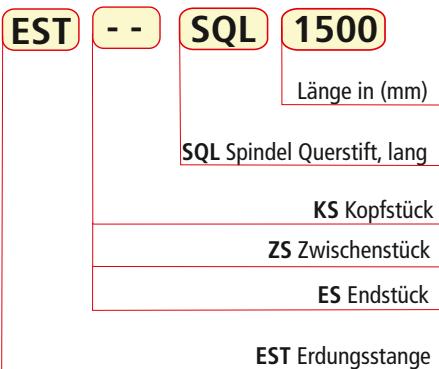 EST - - SQL 1500
Länge in (mm)
SQL Spindel Querstift, lang
KS Kopfstück
ZS Zwischenstück
ES Endstück
EST Erdungsstange